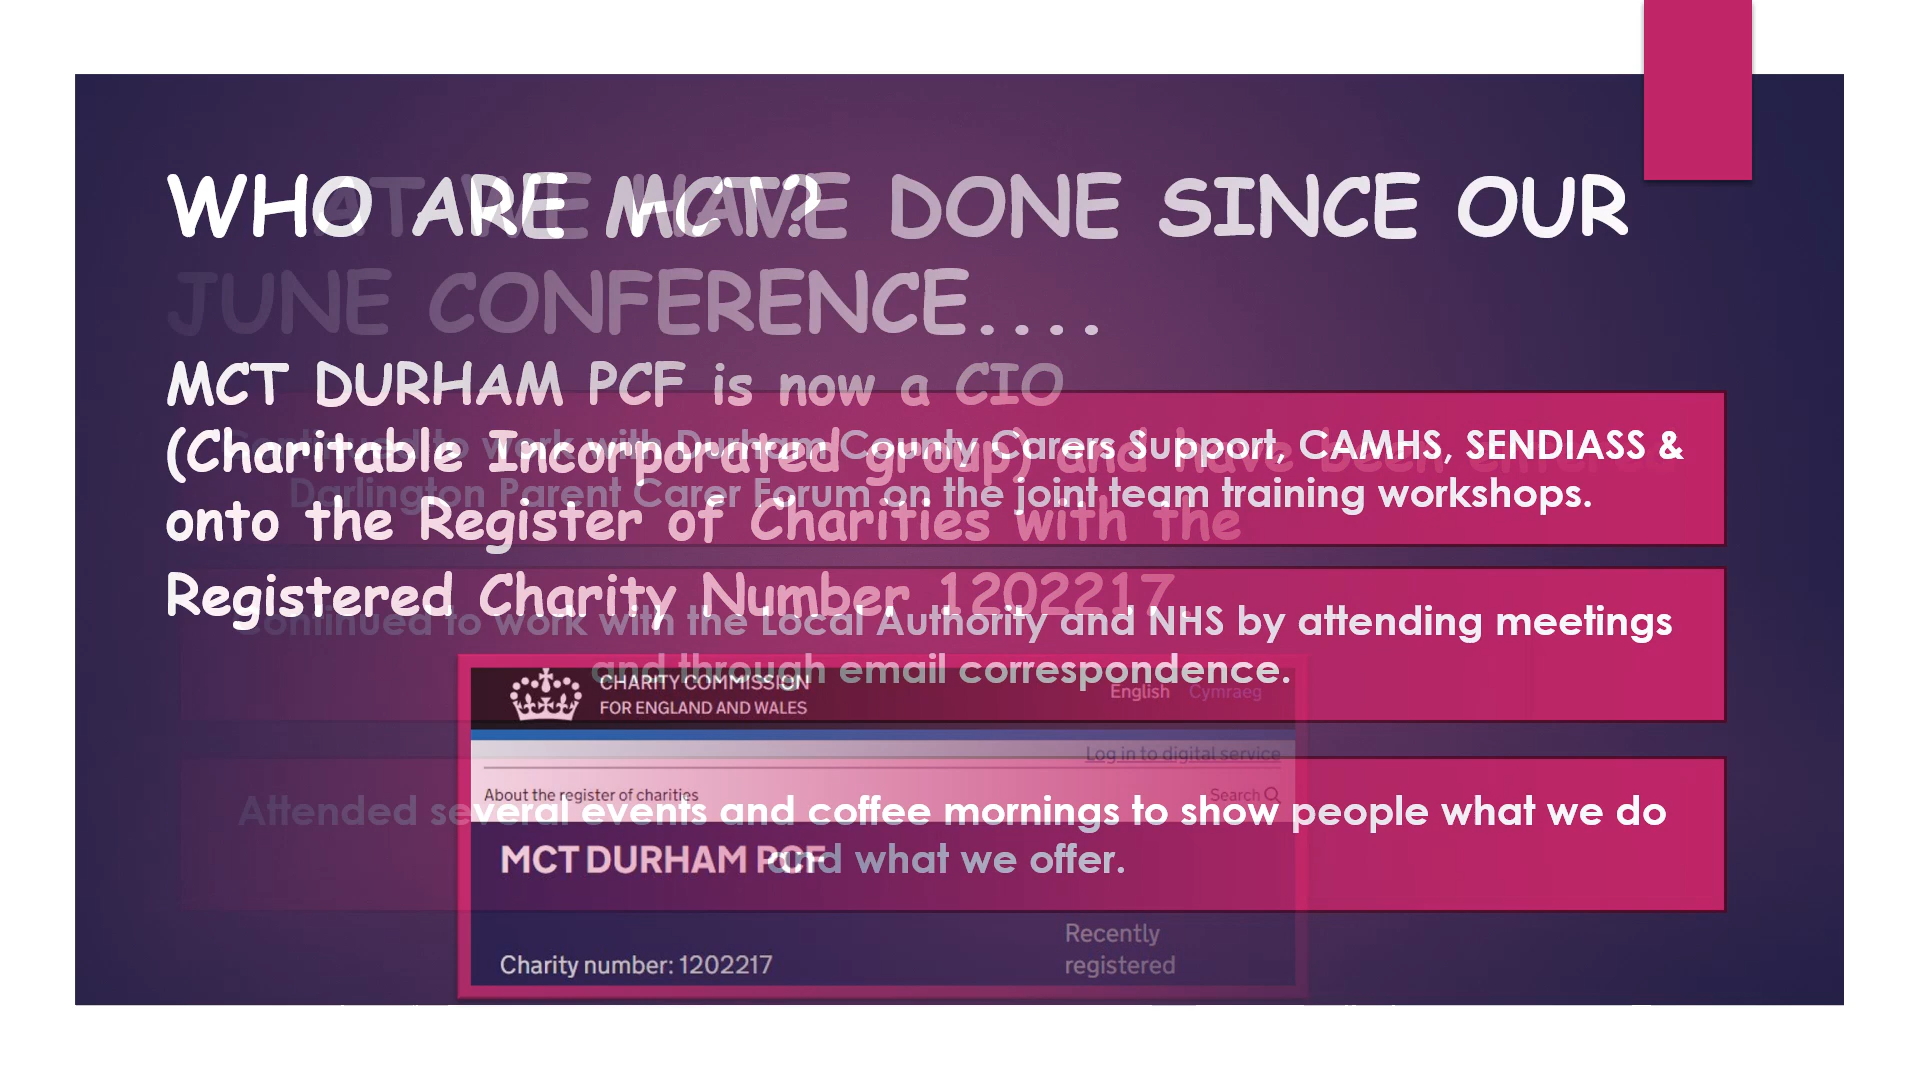 WHO ARE MCT?
MCT DURHAM PCF is now a CIO
(Charitable Incorporated group) and have been entered
onto the Register of Charities with the
Registered Charity Number 1202217.
CHARITY COMMISSION
FOR ENGLAND AND WALES
English Cymraeg
Log in to digital service
About the register of charities
Search
MCT DURHAM PCF
Charity number: 1202217
Recently
registered
WHAT WE HAVE DONE SINCE OUR
JUNE CONFERENCE....
Continued to work with Durham County Carers Support, CAMHS, SENDIASS &
Darlington Parent Carer Forum on the joint team training workshops.
Continued to work with the Local Authority and NHS by attending meetings
and through email correspondence.
Attended several events and coffee mornings to show people what we do
and what we offer.